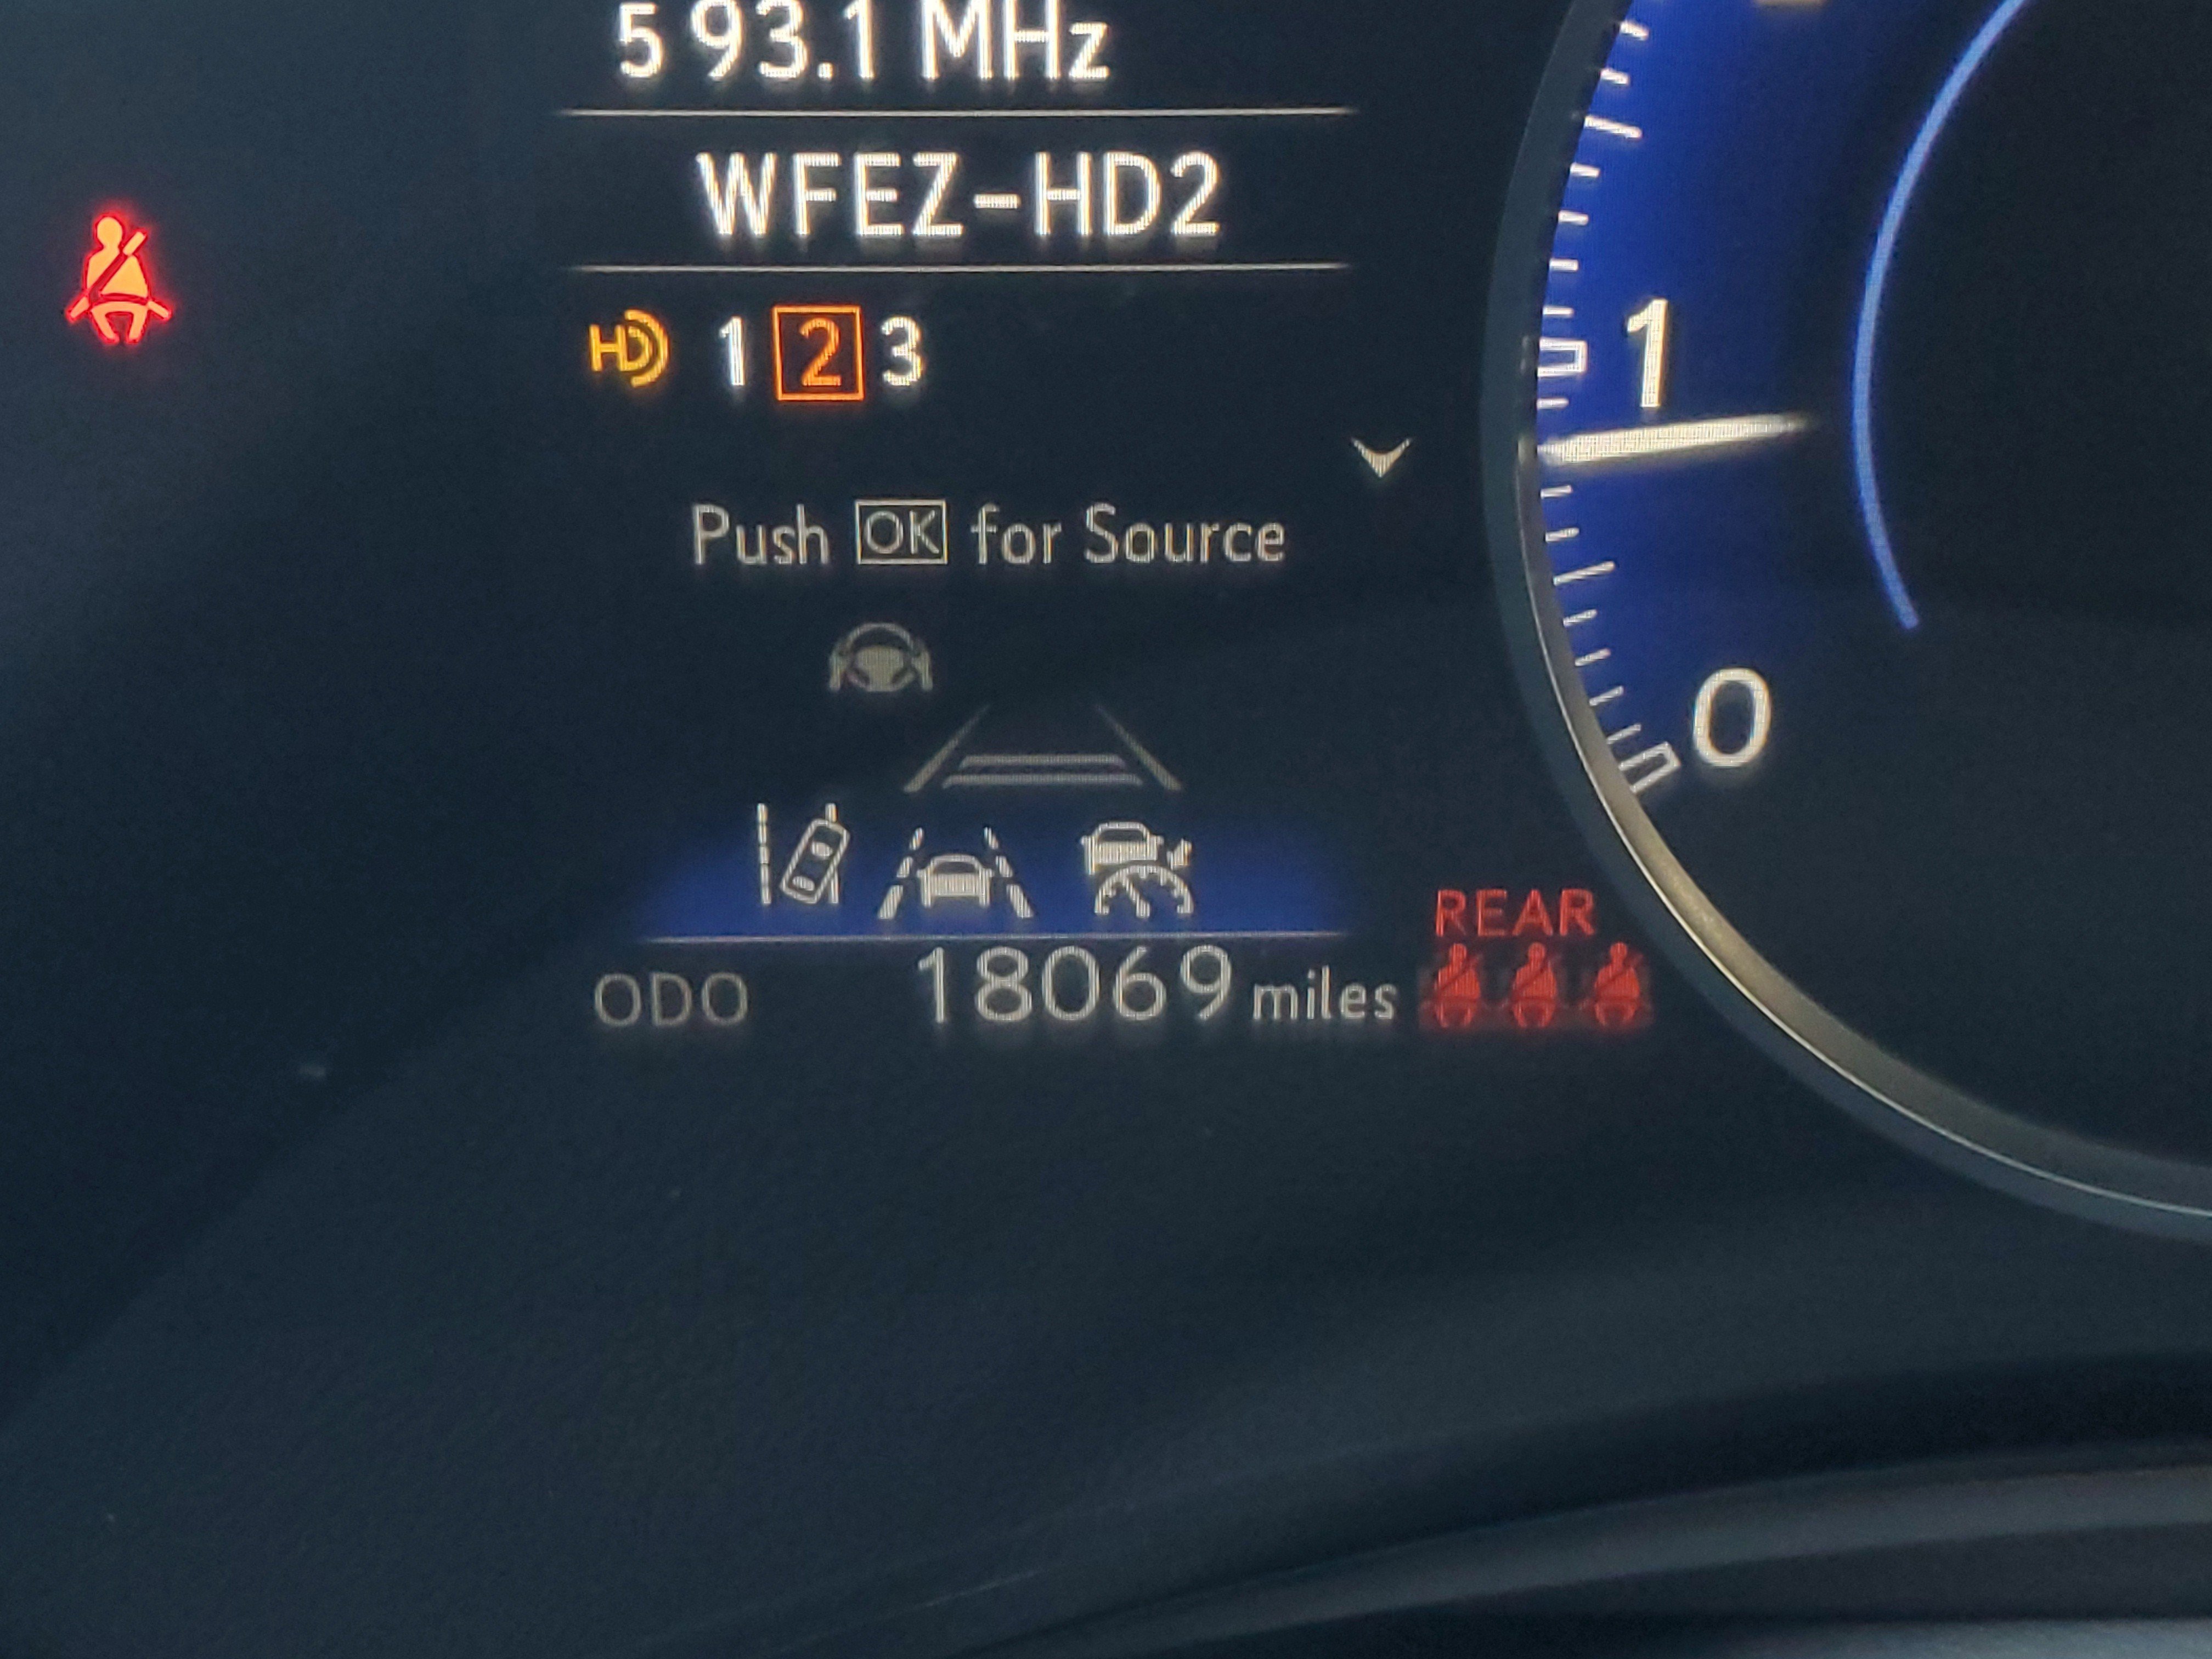 5 93.1 MHz
WFEZ-HD2
HD 1 2 3
Push OK for Source
ODO 18069 miles
REAR
1
0